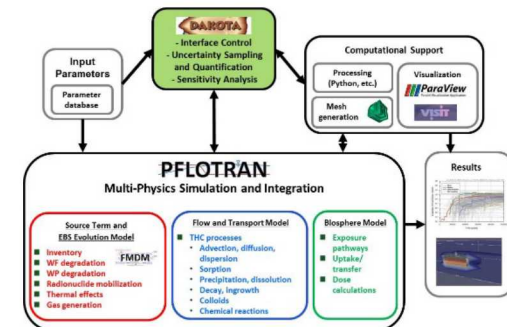 DAKOTA
- Interface Control
- Uncertainty Sampling
and Quantification
- Sensitivity Analysis
Input
Parameters
Parameter
database
Computational Support
Processing
(Python, etc.)
Mesh
generation
Visualization
ParaView
VisIt
PFLOTRAN
Multi-Physics Simulation and Integration
Source Term and
EBS Evolution Model
Inventory
WF degradation
WP degradation
Radionuclide mobilization
Thermal effects
Gas generation
FMDM
Flow and Transport Model
THC processes
Advection, diffusion,
dispersion
Sorption
Precipitation, dissolution
Decay, ingrowth
Colloids
Chemical reactions
Biosphere Model
Exposure
pathways
Uptake/
transfer
Dose
calculations
Results